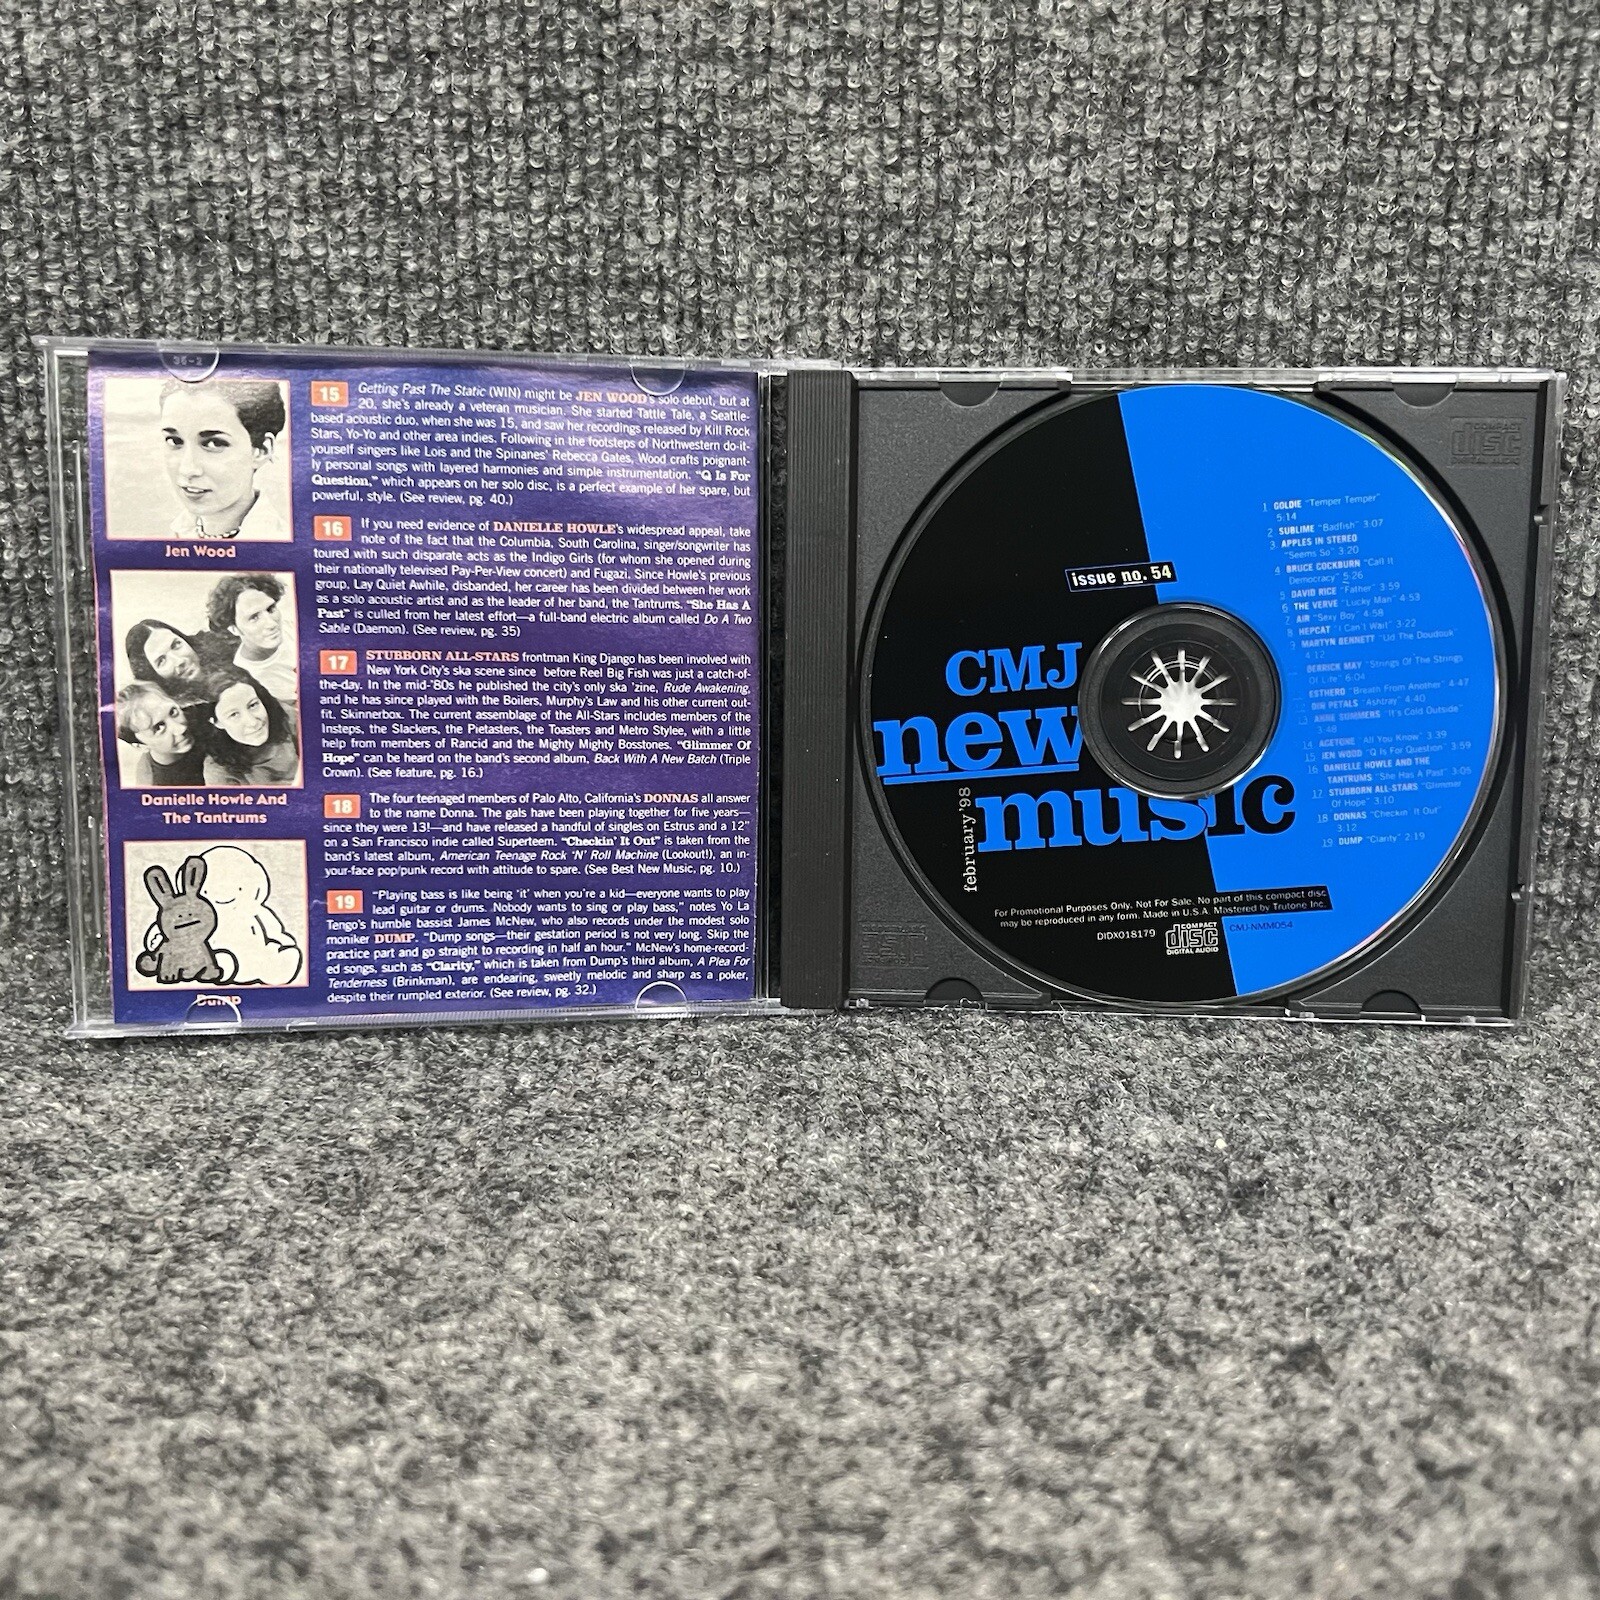 36-2
15 Getting Past The Static (WIN) might be JEN WOOD's solo debut, but at
20, she's already a veteran musician. She started Tattle Tale, a Seattle-
based acoustic duo, when she was 15, and saw her recordings released by Kill Rock
Stars, Yo-Yo and other area indies. Following in the footsteps of Northwestern do-it-
yourself singers like Lois and the Spinanes' Rebecca Gates, Wood crafts poignant-
ly personal songs with layered harmonies and simple instrumentation. "Q Is For
Question," which appears on her solo disc, is a perfect example of her spare, but
powerful, style. (See review, pg. 40.)
Jen Wood
16 If you need evidence of DANIELLE HOWLE's widespread appeal, take
note of the fact that the Columbia, South Carolina, singer/songwriter has
toured with such disparate acts as the Indigo Girls (for whom she opened during
their nationally televised Pay-Per-View concert) and Fugazi. Since Howle's previous
group, Lay Quiet Awhile, disbanded, her career has been divided between her work
as a solo acoustic artist and as the leader of her band, the Tantrums. "She Has A
Past" is culled from her latest effort—a full-band electric album called Do A Two
Sable (Daemon). (See review, pg. 35)
17 STUBBORN ALL-STARS frontman King Django has been involved with
New York City's ska scene since before Reel Big Fish was just a catch-of-
the-day. In the mid-'80s he published the city's only ska 'zine, Rude Awakening,
and he has since played with the Boilers, Murphy's Law and his other current out-
fit, Skinnerbox. The current assemblage of the All-Stars includes members of the
Insteps, the Slackers, the Pietasters, the Toasters and Metro Stylee, with a little
help from members of Rancid and the Mighty Mighty Bosstones. "Glimmer Of
Hope" can be heard on the band's second album, Back With A New Batch (Triple
Crown). (See feature, pg. 16.)
Danielle Howle And
The Tantrums
18 The four teenaged members of Palo Alto, California's DONNAS all answer
to the name Donna. The gals have been playing together for five years—
since they were 13!—and have released a handful of singles on Estrus and a 12"
on a San Francisco indie called Superteem. "Checkin' It Out" is taken from the
band's latest album, American Teenage Rock 'N' Roll Machine (Lookout!), an in-
your-face pop/punk record with attitude to spare. (See Best New Music, pg. 10.)
19 "Playing bass is like being 'it' when you're a kid—everyone wants to play
lead guitar or drums. Nobody wants to sing or play bass," notes Yo La
Tengo's humble bassist James McNew, who also records under the modest solo
moniker DUMP. "Dump songs—their gestation period is not very long. Skip the
practice part and go straight to recording in half an hour." McNew's home-record-
ed songs, such as "Clarity," which is taken from Dump's third album, A Plea For
Tenderness (Brinkman), are endearing, sweetly melodic and sharp as a poker,
despite their rumpled exterior. (See review, pg. 32.)
Dump
issue no. 54
CMJ
new
music
february '98
1 GOLDIE "Temper Temper"
5:14
2 SUBLIME "Badfish" 3:07
3 APPLES IN STEREO
"Seems So" 3:20
4 BRUCE COCKBURN "Call It
Democracy" 5:26
5 DAVID RICE "Father" 3:59
6 THE VERVE "Lucky Man" 4:53
7 AIR "Sexy Boy" 4:58
8 HEPCAT "I Can't Wait" 3:22
9 MARTYN BENNETT "Ud The Doudouk"
4:12
DERRICK MAY "Strings Of The Strings
Of Life" 6:04
ESTHERO "Breath From Another" 4:47
DIN PETALS "Ashtray" 4:40
ANNE SUMMERS "It's Cold Outside"
3:48
14 ACETONE "All You Know" 3:39
15 JEN WOOD "Q Is For Question" 3:59
16 DANIELLE HOWLE AND THE
TANTRUMS "She Has A Past" 3:05
17 STUBBORN ALL-STARS "Glimmer
Of Hope" 3:10
18 DONNAS "Checkin' It Out"
3:12
19 DUMP "Clarity" 2:19
For Promotional Purposes Only. Not For Sale. No part of this compact disc
may be reproduced in any form. Made in U.S.A. Mastered by Trutone Inc.
DIDX018179
COMPACT
disc
DIGITAL AUDIO
CMJ-NMM054
COMPACT
disc